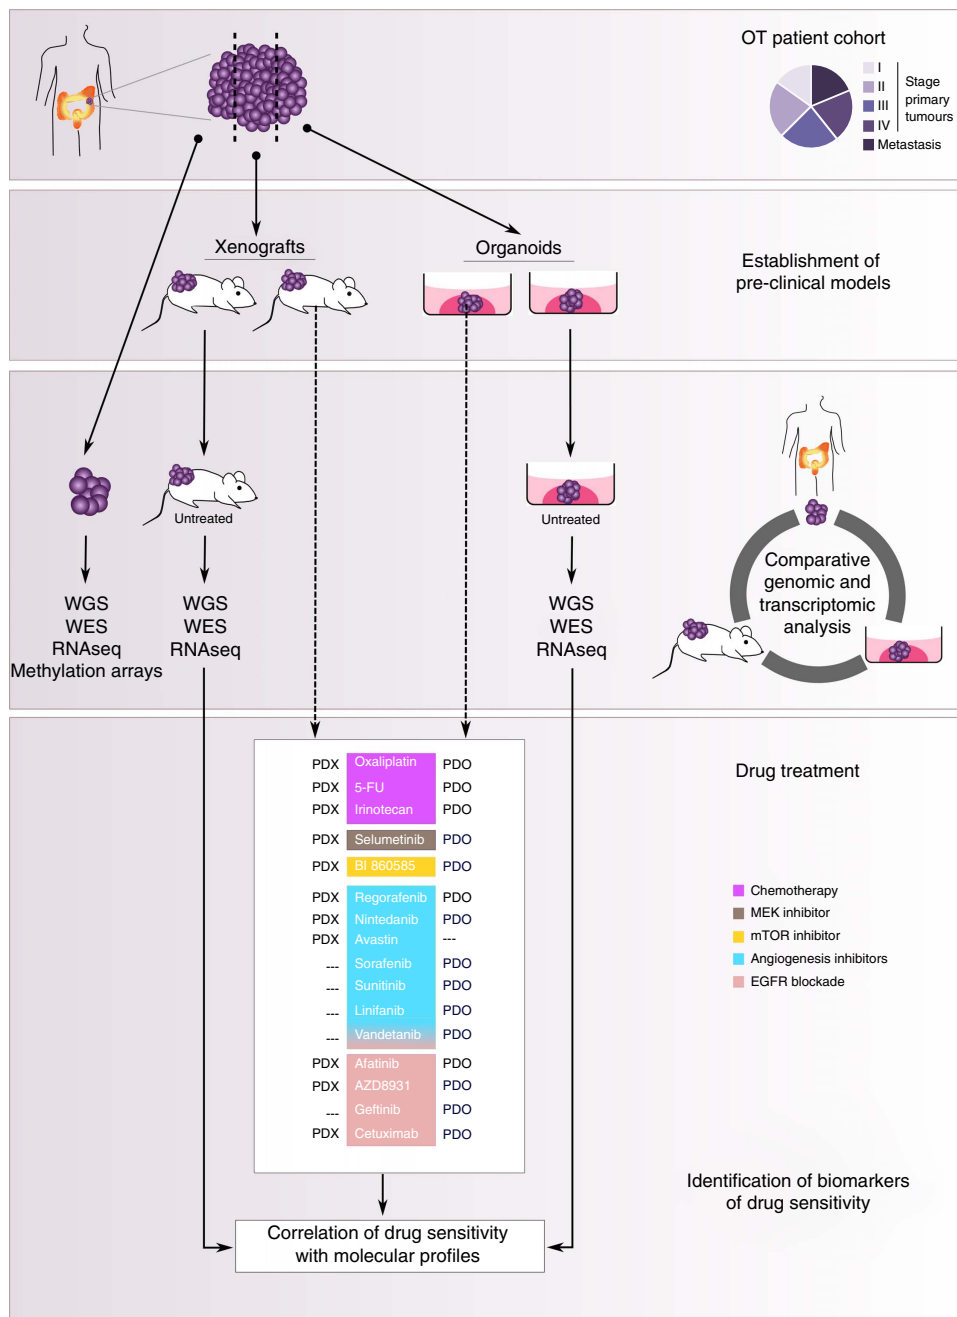 OT patient cohort
I
II
III
IV
Metastasis
Stage
primary
tumours
Xenografts
Organoids
Establishment of
pre-clinical models
Untreated
Untreated
WGS
WES
RNAseq
Methylation arrays
WGS
WES
RNAseq
WGS
WES
RNAseq
Comparative
genomic and
transcriptomic
analysis
Drug treatment
PDX Oxaliplatin PDO
PDX 5-FU PDO
PDX Irinotecan PDO
PDX Selumetinib PDO
PDX BI 860585 PDO
PDX Regorafenib PDO
PDX Nintedanib PDO
PDX Avastin ---
--- Sorafenib PDO
--- Sunitinib PDO
--- Linifanib PDO
--- Vandetanib PDO
PDX Afatinib PDO
PDX AZD8931 PDO
--- Geftinib PDO
PDX Cetuximab PDO
Chemotherapy
MEK inhibitor
mTOR inhibitor
Angiogenesis inhibitors
EGFR blockade
Identification of biomarkers
of drug sensitivity
Correlation of drug sensitivity
with molecular profiles